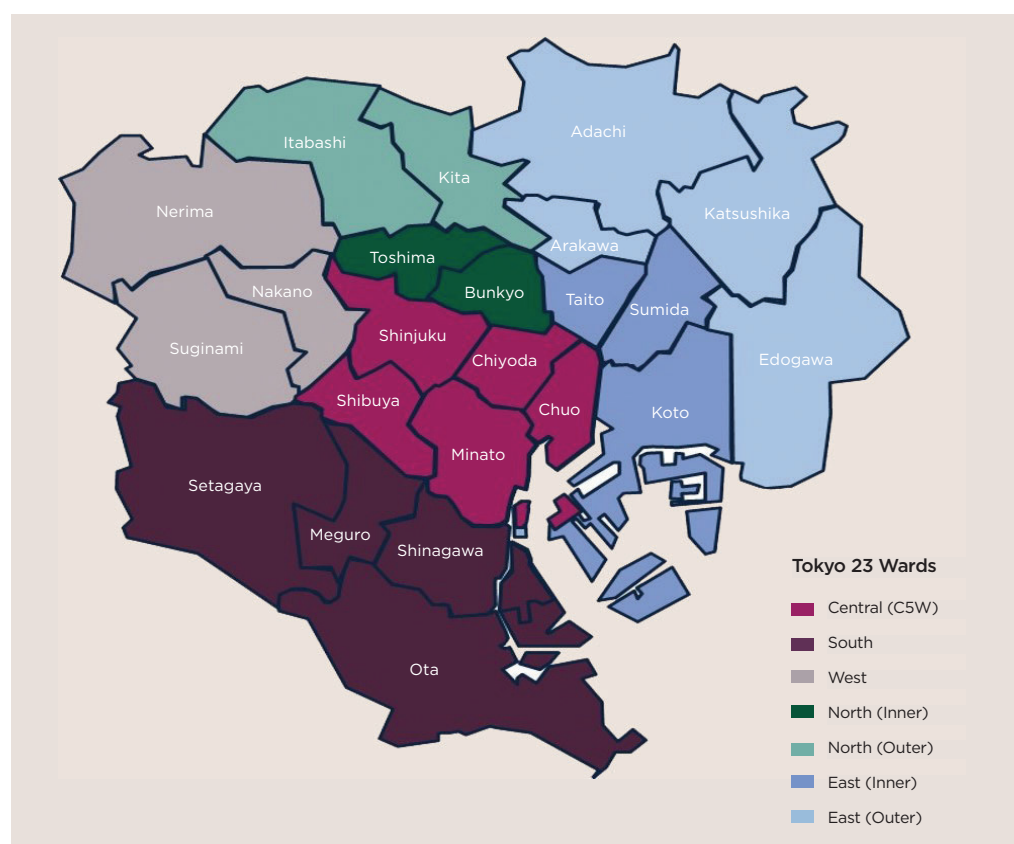 Adachi
Itabashi
Kita
Nerima
Katsushika
Arakawa
Toshima
Nakano
Bunkyo
Taito
Sumida
Shinjuku
Suginami
Chiyoda
Edogawa
Shibuya
Chuo
Koto
Minato
Setagaya
Meguro
Shinagawa
Ota
Tokyo 23 Wards
Central (C5W)
South
West
North (Inner)
North (Outer)
East (Inner)
East (Outer)